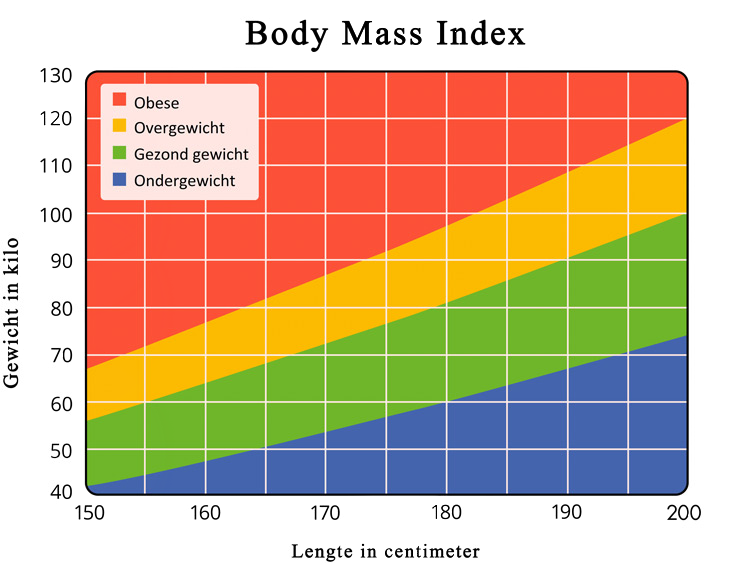 Body Mass Index
Gewicht in kilo
130
120
110
100
90
80
70
60
50
40
Obese
Overgewicht
Gezond gewicht
Ondergewicht
150 160 170 180 190 200
Lengte in centimeter